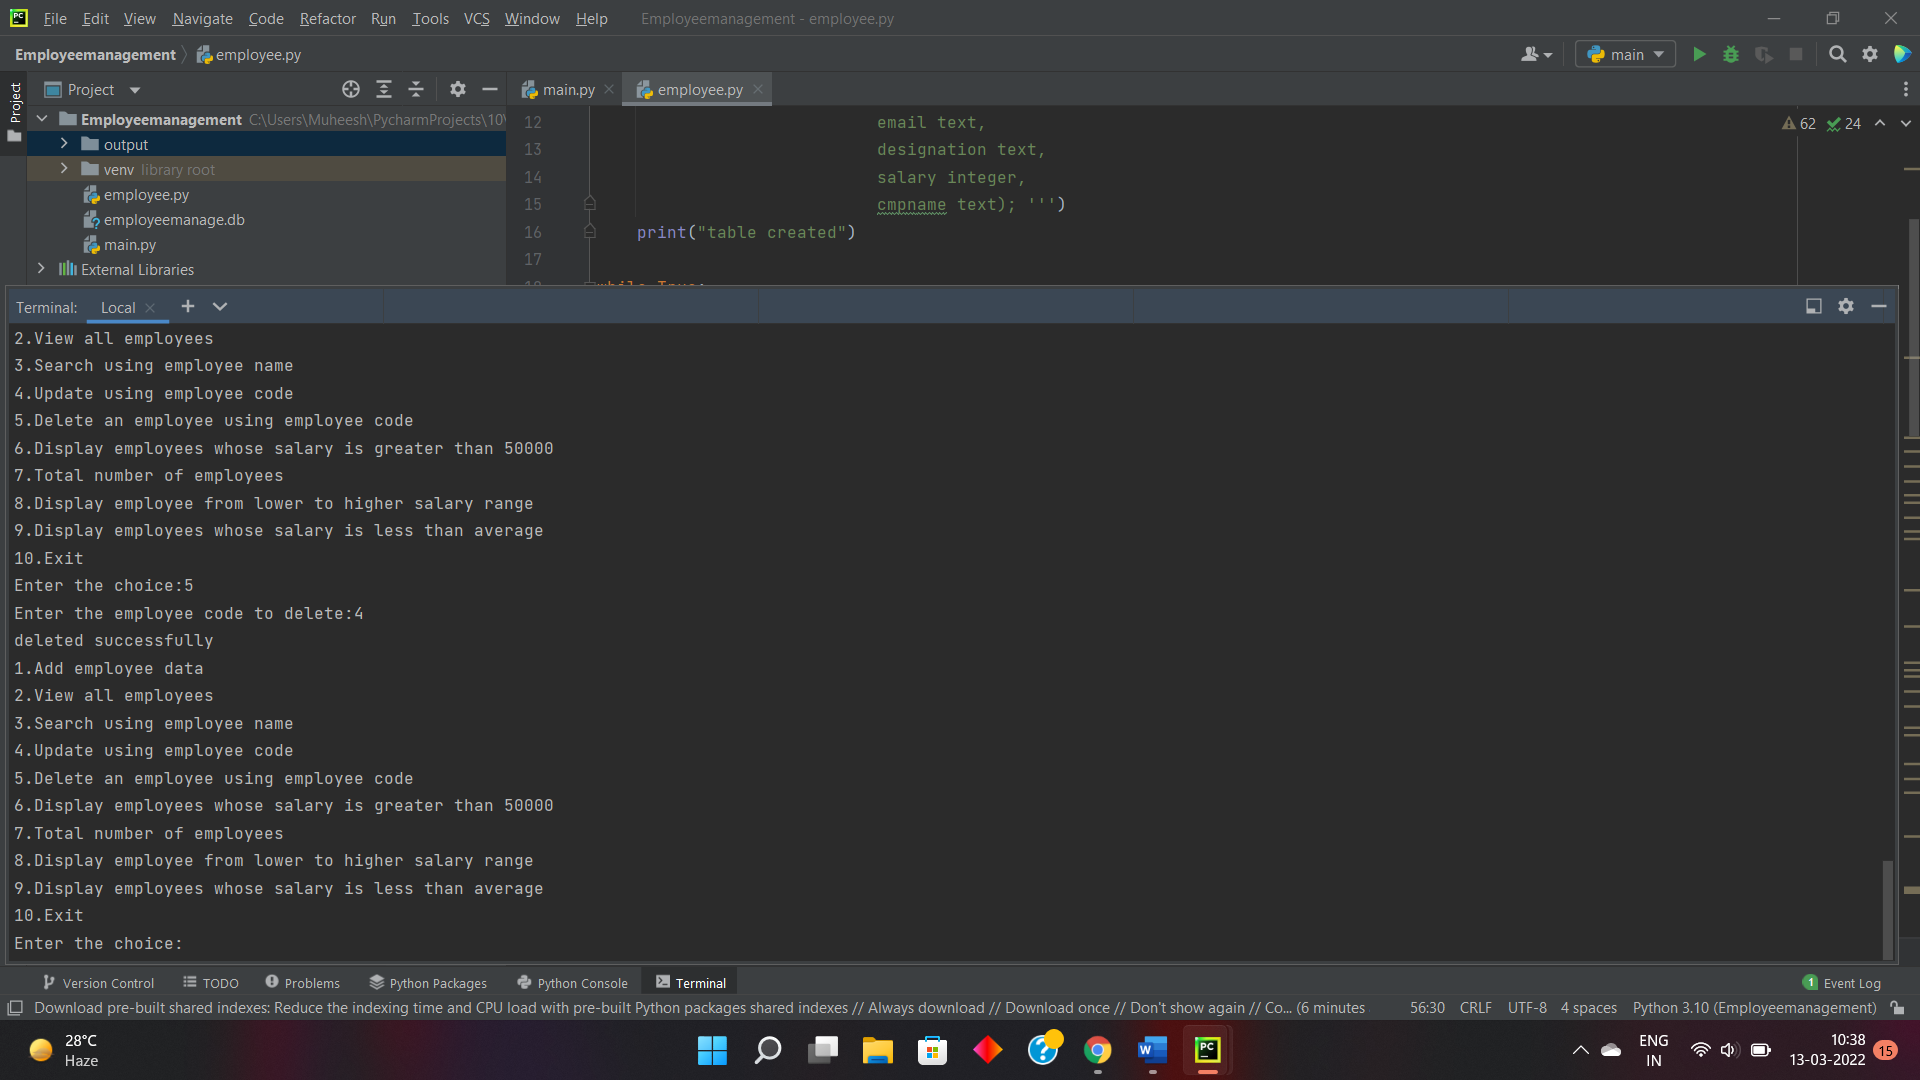 File Edit View Navigate Code Refactor Run Tools VCS Window Help Employeemanagement - employee.py
Employeemanagement employee.py main
Project
Project main.py employee.py
Employeemanagement C:\Users\Muheesh\PycharmProjects\10\
output
venv library root
employee.py
employeemanage.db
main.py
External Libraries
12 email text,
13 designation text,
14 salary integer,
15 cmpname text); ''')
16 print("table created")
17
62 24
Terminal: Local
2.View all employees
3.Search using employee name
4.Update using employee code
5.Delete an employee using employee code
6.Display employees whose salary is greater than 50000
7.Total number of employees
8.Display employee from lower to higher salary range
9.Display employees whose salary is less than average
10.Exit
Enter the choice:5
Enter the employee code to delete:4
deleted successfully
1.Add employee data
2.View all employees
3.Search using employee name
4.Update using employee code
5.Delete an employee using employee code
6.Display employees whose salary is greater than 50000
7.Total number of employees
8.Display employee from lower to higher salary range
9.Display employees whose salary is less than average
10.Exit
Enter the choice:
Version Control TODO Problems Python Packages Python Console Terminal 1 Event Log
Download pre-built shared indexes: Reduce the indexing time and CPU load with pre-built Python packages shared indexes // Always download // Download once // Don't show again // Co... (6 minutes 56:30 CRLF UTF-8 4 spaces Python 3.10 (Employeemanagement)
28°C
Haze
ENG
IN
10:38
13-03-2022
15